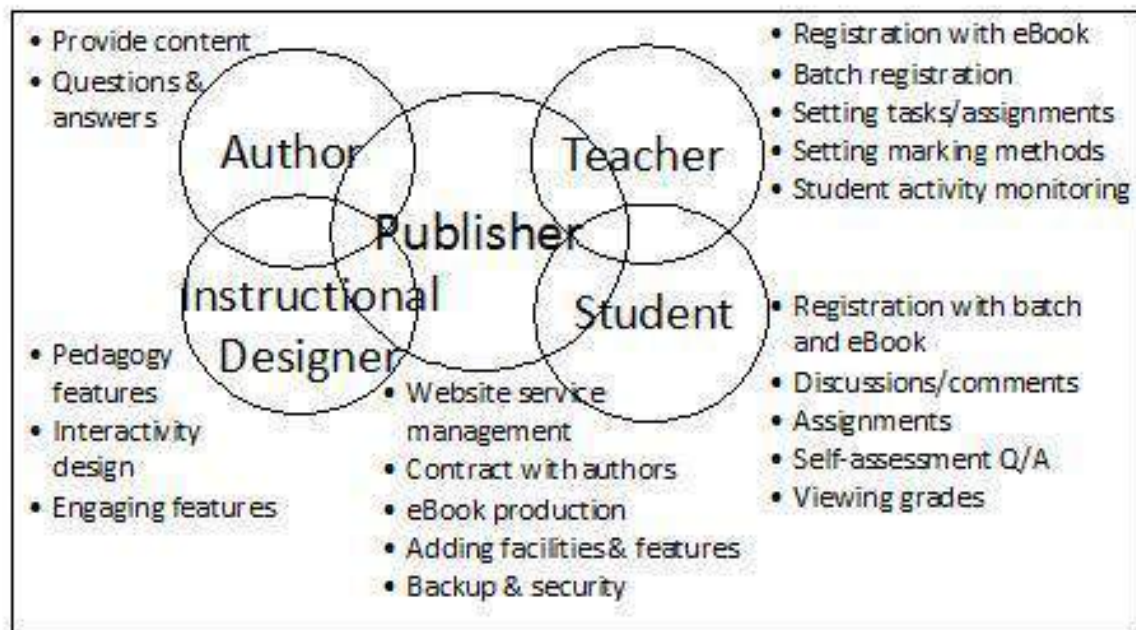 • Provide content
• Questions &
answers
Author
Publisher
Teacher
• Registration with eBook
• Batch registration
• Setting tasks/assignments
• Setting marking methods
• Student activity monitoring
Instructional
Designer
Student
• Pedagogy
features
• Interactivity
design
• Engaging features
• Website service
management
• Contract with authors
• eBook production
• Adding facilities & features
• Backup & security
• Registration with batch
and eBook
• Discussions/comments
• Assignments
• Self-assessment Q/A
• Viewing grades